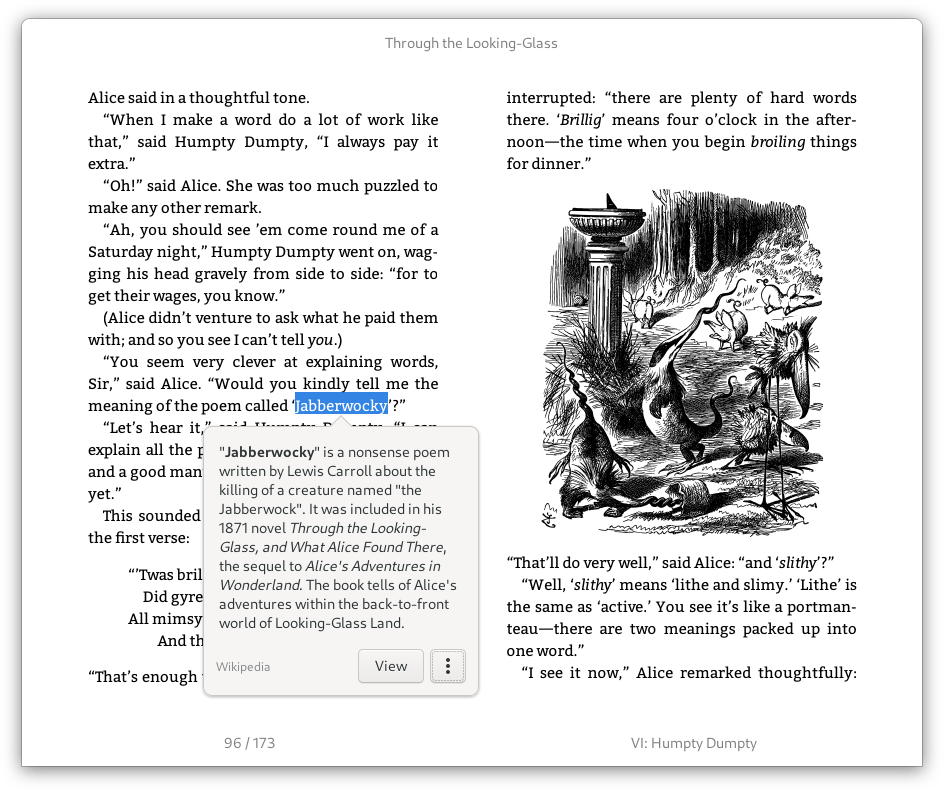 Through the Looking-Glass
Alice said in a thoughtful tone.
“When I make a word do a lot of work like
that,” said Humpty Dumpty, “I always pay it
extra.”
“Oh!” said Alice. She was too much puzzled to
make any other remark.
“Ah, you should see ’em come round me of a
Saturday night,” Humpty Dumpty went on, wag-
ging his head gravely from side to side: “for to
get their wages, you know.”
(Alice didn’t venture to ask what he paid them
with; and so you see I can’t tell you.)
“You seem very clever at explaining words,
Sir,” said Alice. “Would you kindly tell me the
meaning of the poem called ‘Jabberwocky’?”
“Let’s hear it,” said Humpty Dumpty. “I can
explain all the
and a good man
yet.”
This sounded
the first verse:
“’Twas bril
Did gyre
All mimsy
And th
“That’s enough
"Jabberwocky" is a nonsense poem
written by Lewis Carroll about the
killing of a creature named "the
Jabberwock". It was included in his
1871 novel Through the Looking-
Glass, and What Alice Found There,
the sequel to Alice's Adventures in
Wonderland. The book tells of Alice's
adventures within the back-to-front
world of Looking-Glass Land.
Wikipedia
View
96 / 173
interrupted: “there are plenty of hard words
there. ‘Brillig’ means four o’clock in the after-
noon—the time when you begin broiling things
for dinner.”
“That’ll do very well,” said Alice: “and ‘slithy’?”
“Well, ‘slithy’ means ‘lithe and slimy.’ ‘Lithe’ is
the same as ‘active.’ You see it’s like a portman-
teau—there are two meanings packed up into
one word.”
“I see it now,” Alice remarked thoughtfully:
VI: Humpty Dumpty